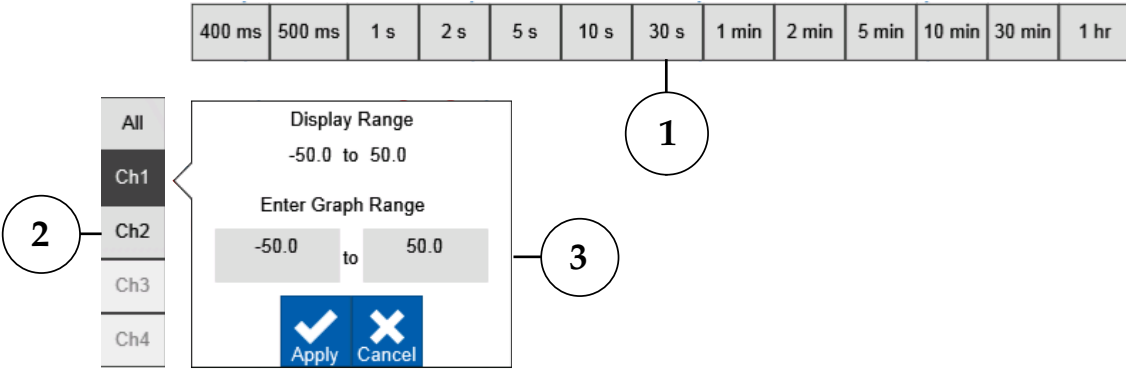 400 ms 500 ms 1 s 2 s 5 s 10 s 30 s 1 min 2 min 5 min 10 min 30 min 1 hr
1
All
Ch1
Ch2
Ch3
Ch4
2
Display Range
-50.0 to 50.0
Enter Graph Range
-50.0 to 50.0
Apply Cancel
3